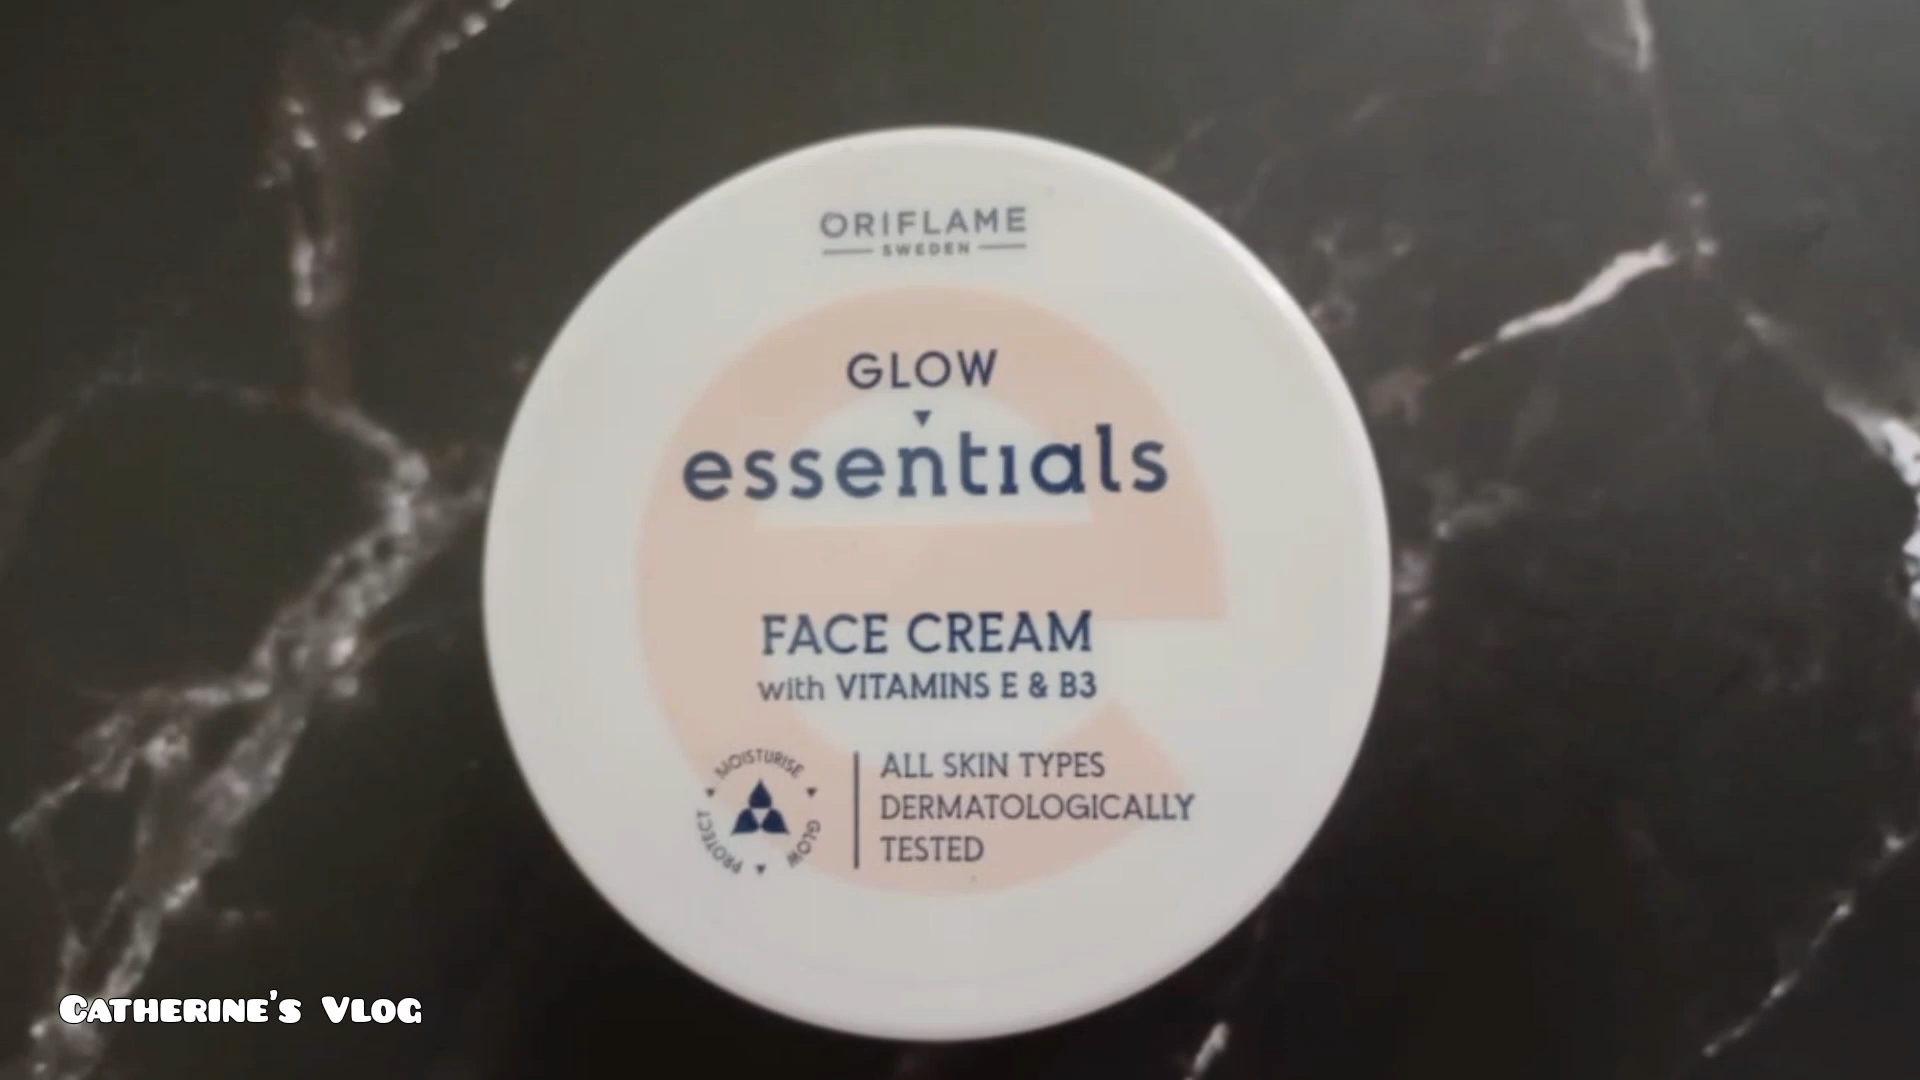 ORIFLAME
SWEDEN
GLOW
essentials
FACE CREAM
with VITAMINS E & B3
MOISTURISE
GLOW
PROTECT
ALL SKIN TYPES
DERMATOLOGICALLY
TESTED
CATHERINE'S VLOG